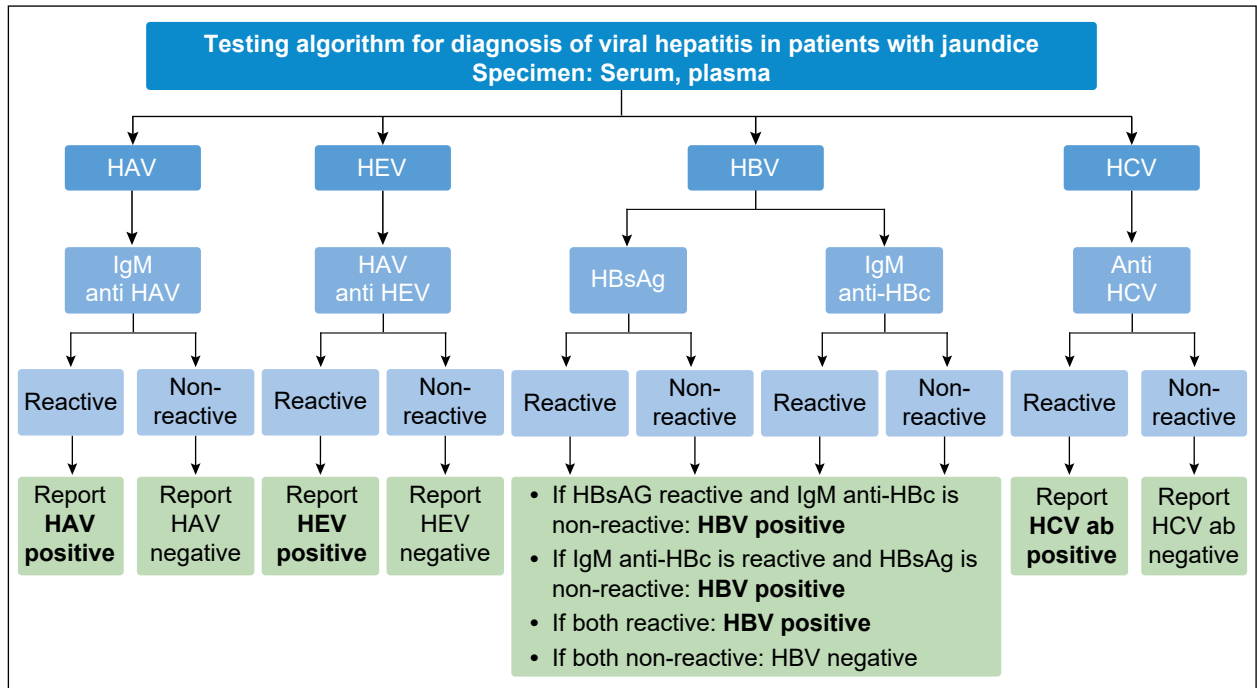 Testing algorithm for diagnosis of viral hepatitis in patients with jaundice
Specimen: Serum, plasma
HAV
HEV
HBV
HCV
IgM
anti HAV
HAV
anti HEV
HBsAg
IgM
anti-HBc
Anti
HCV
Reactive
Non-
reactive
Reactive
Non-
reactive
Reactive
Non-
reactive
Reactive
Non-
reactive
Reactive
Non-
reactive
Report
HAV
positive
Report
HAV
negative
Report
HEV
positive
Report
HEV
negative
• If HBsAG reactive and IgM anti-HBc is
non-reactive: HBV positive
• If IgM anti-HBc is reactive and HBsAg is
non-reactive: HBV positive
• If both reactive: HBV positive
• If both non-reactive: HBV negative
Report
HCV ab
positive
Report
HCV ab
negative